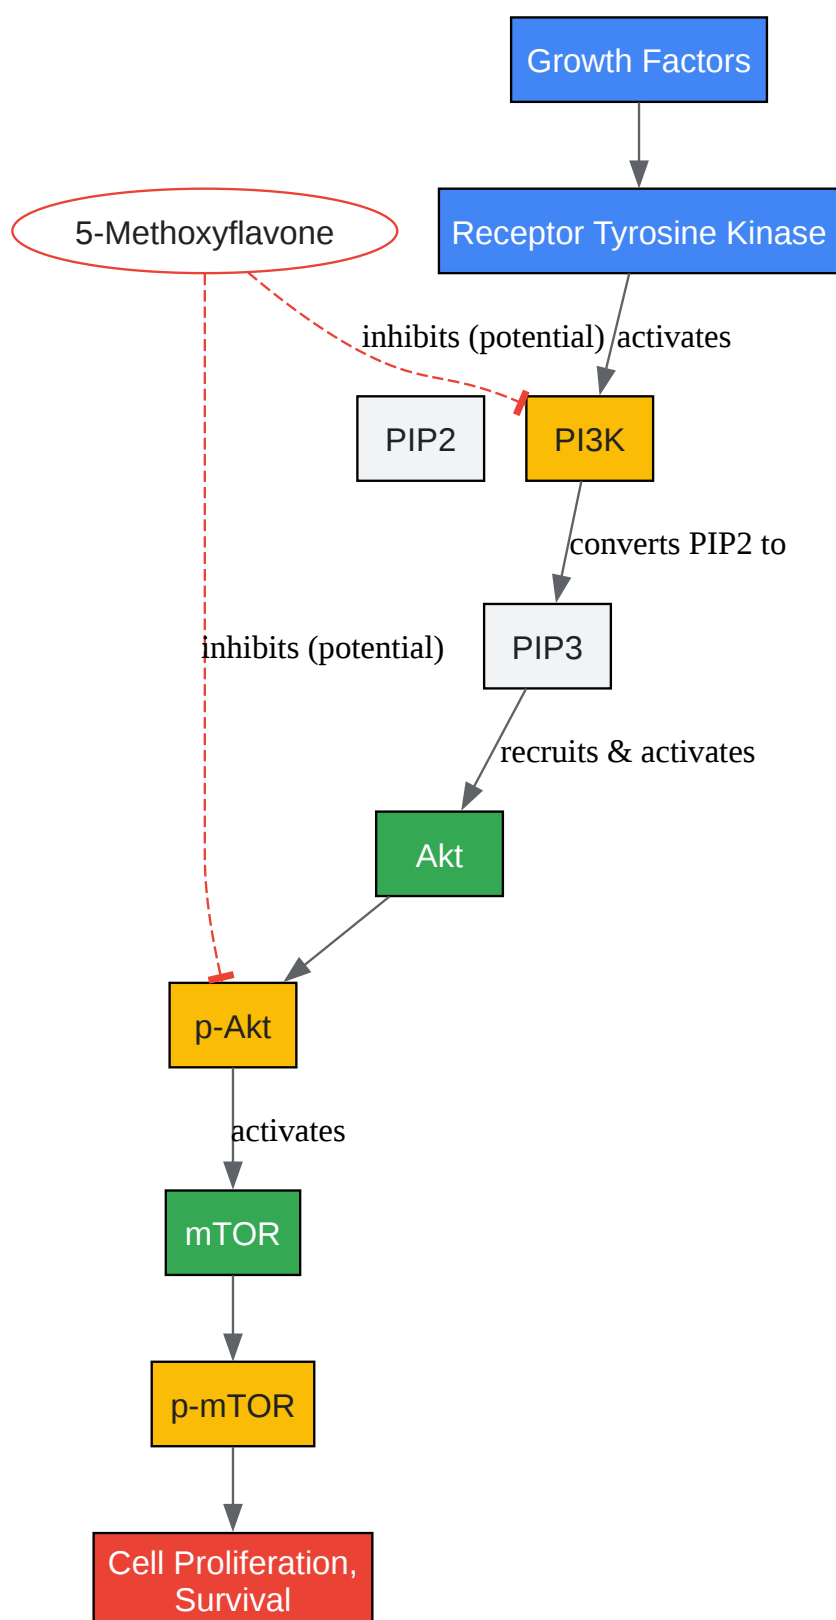 Growth Factors
5-Methoxyflavone
Receptor Tyrosine Kinase
inhibits (potential)
activates
PIP2
PI3K
converts PIP2 to
inhibits (potential)
PIP3
recruits & activates
Akt
p-Akt
activates
mTOR
p-mTOR
Cell Proliferation,
Survival